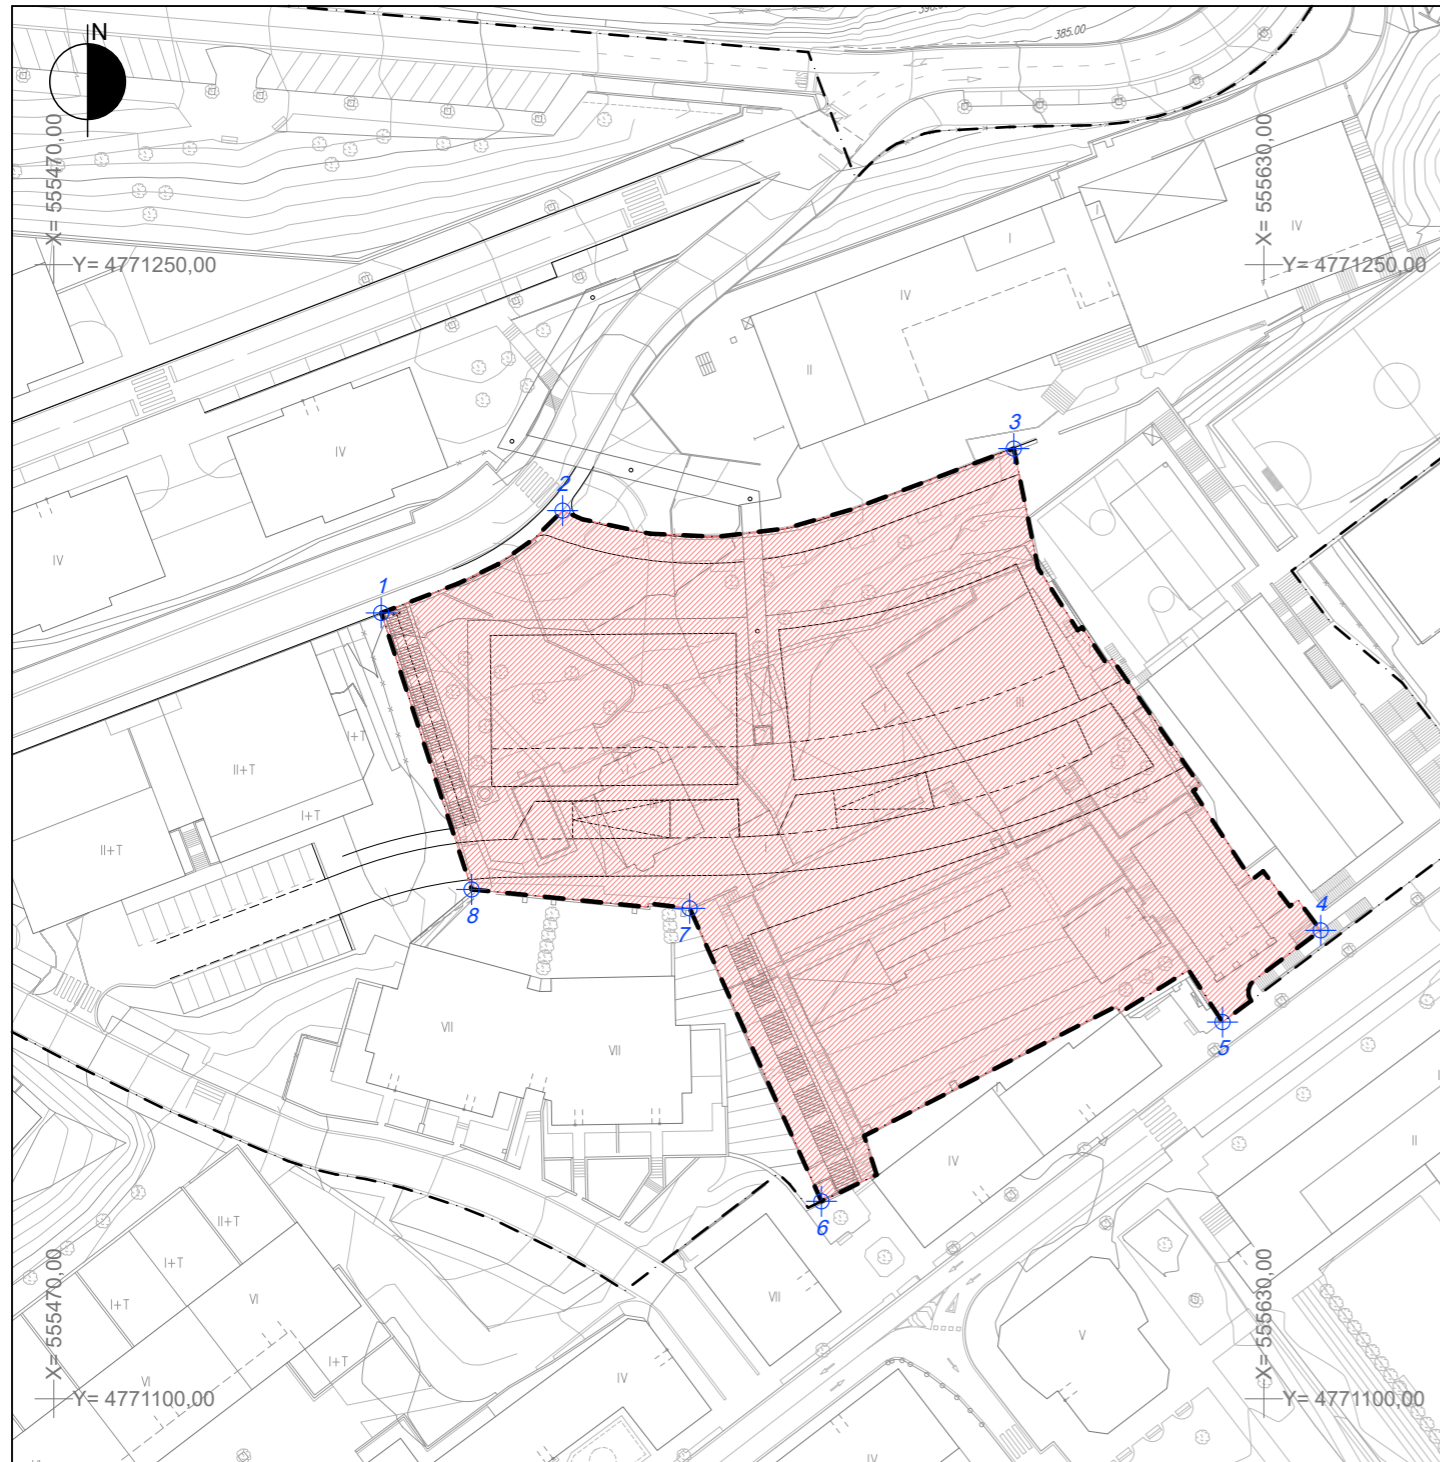 N
385.00
X= 555470,00
Y= 4771250,00
X= 555630,00
Y= 4771250,00
I
I
IV
IV
II
IV
IV
3
2
1
II+T
I+T
I+T
II+T
III
I
I
I
II
8
7
4
5
6
VII
VII
IV
II
II+T
I+T
I+T
VI
VI
I+T
VII
IV
V
IV
X= 555470,00
Y= 4771100,00
X= 555630,00
Y= 4771100,00